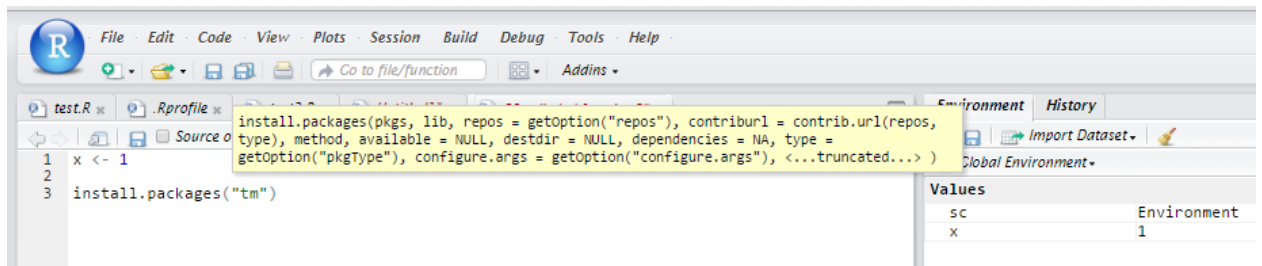 R
File Edit Code View Plots Session Build Debug Tools Help
Go to file/function Addins
test.R .Rprofile
install.packages(pkgs, lib, repos = getOption("repos"), contriburl = contrib.url(repos,
type), method, available = NULL, destdir = NULL, dependencies = NA, type =
getOption("pkgType"), configure.args = getOption("configure.args"), <...truncated...> )
Source
1 x <- 1
2
3 install.packages("tm")
Environment History
Import Dataset
Global Environment
Values
sc Environment
x 1